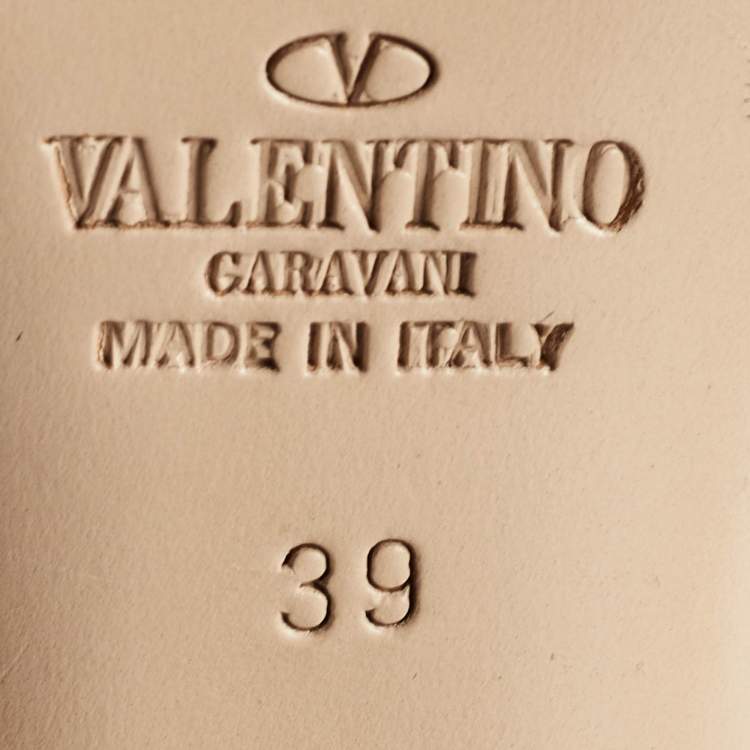 V
VALENTINO
GARAVANI
MADE IN ITALY
39